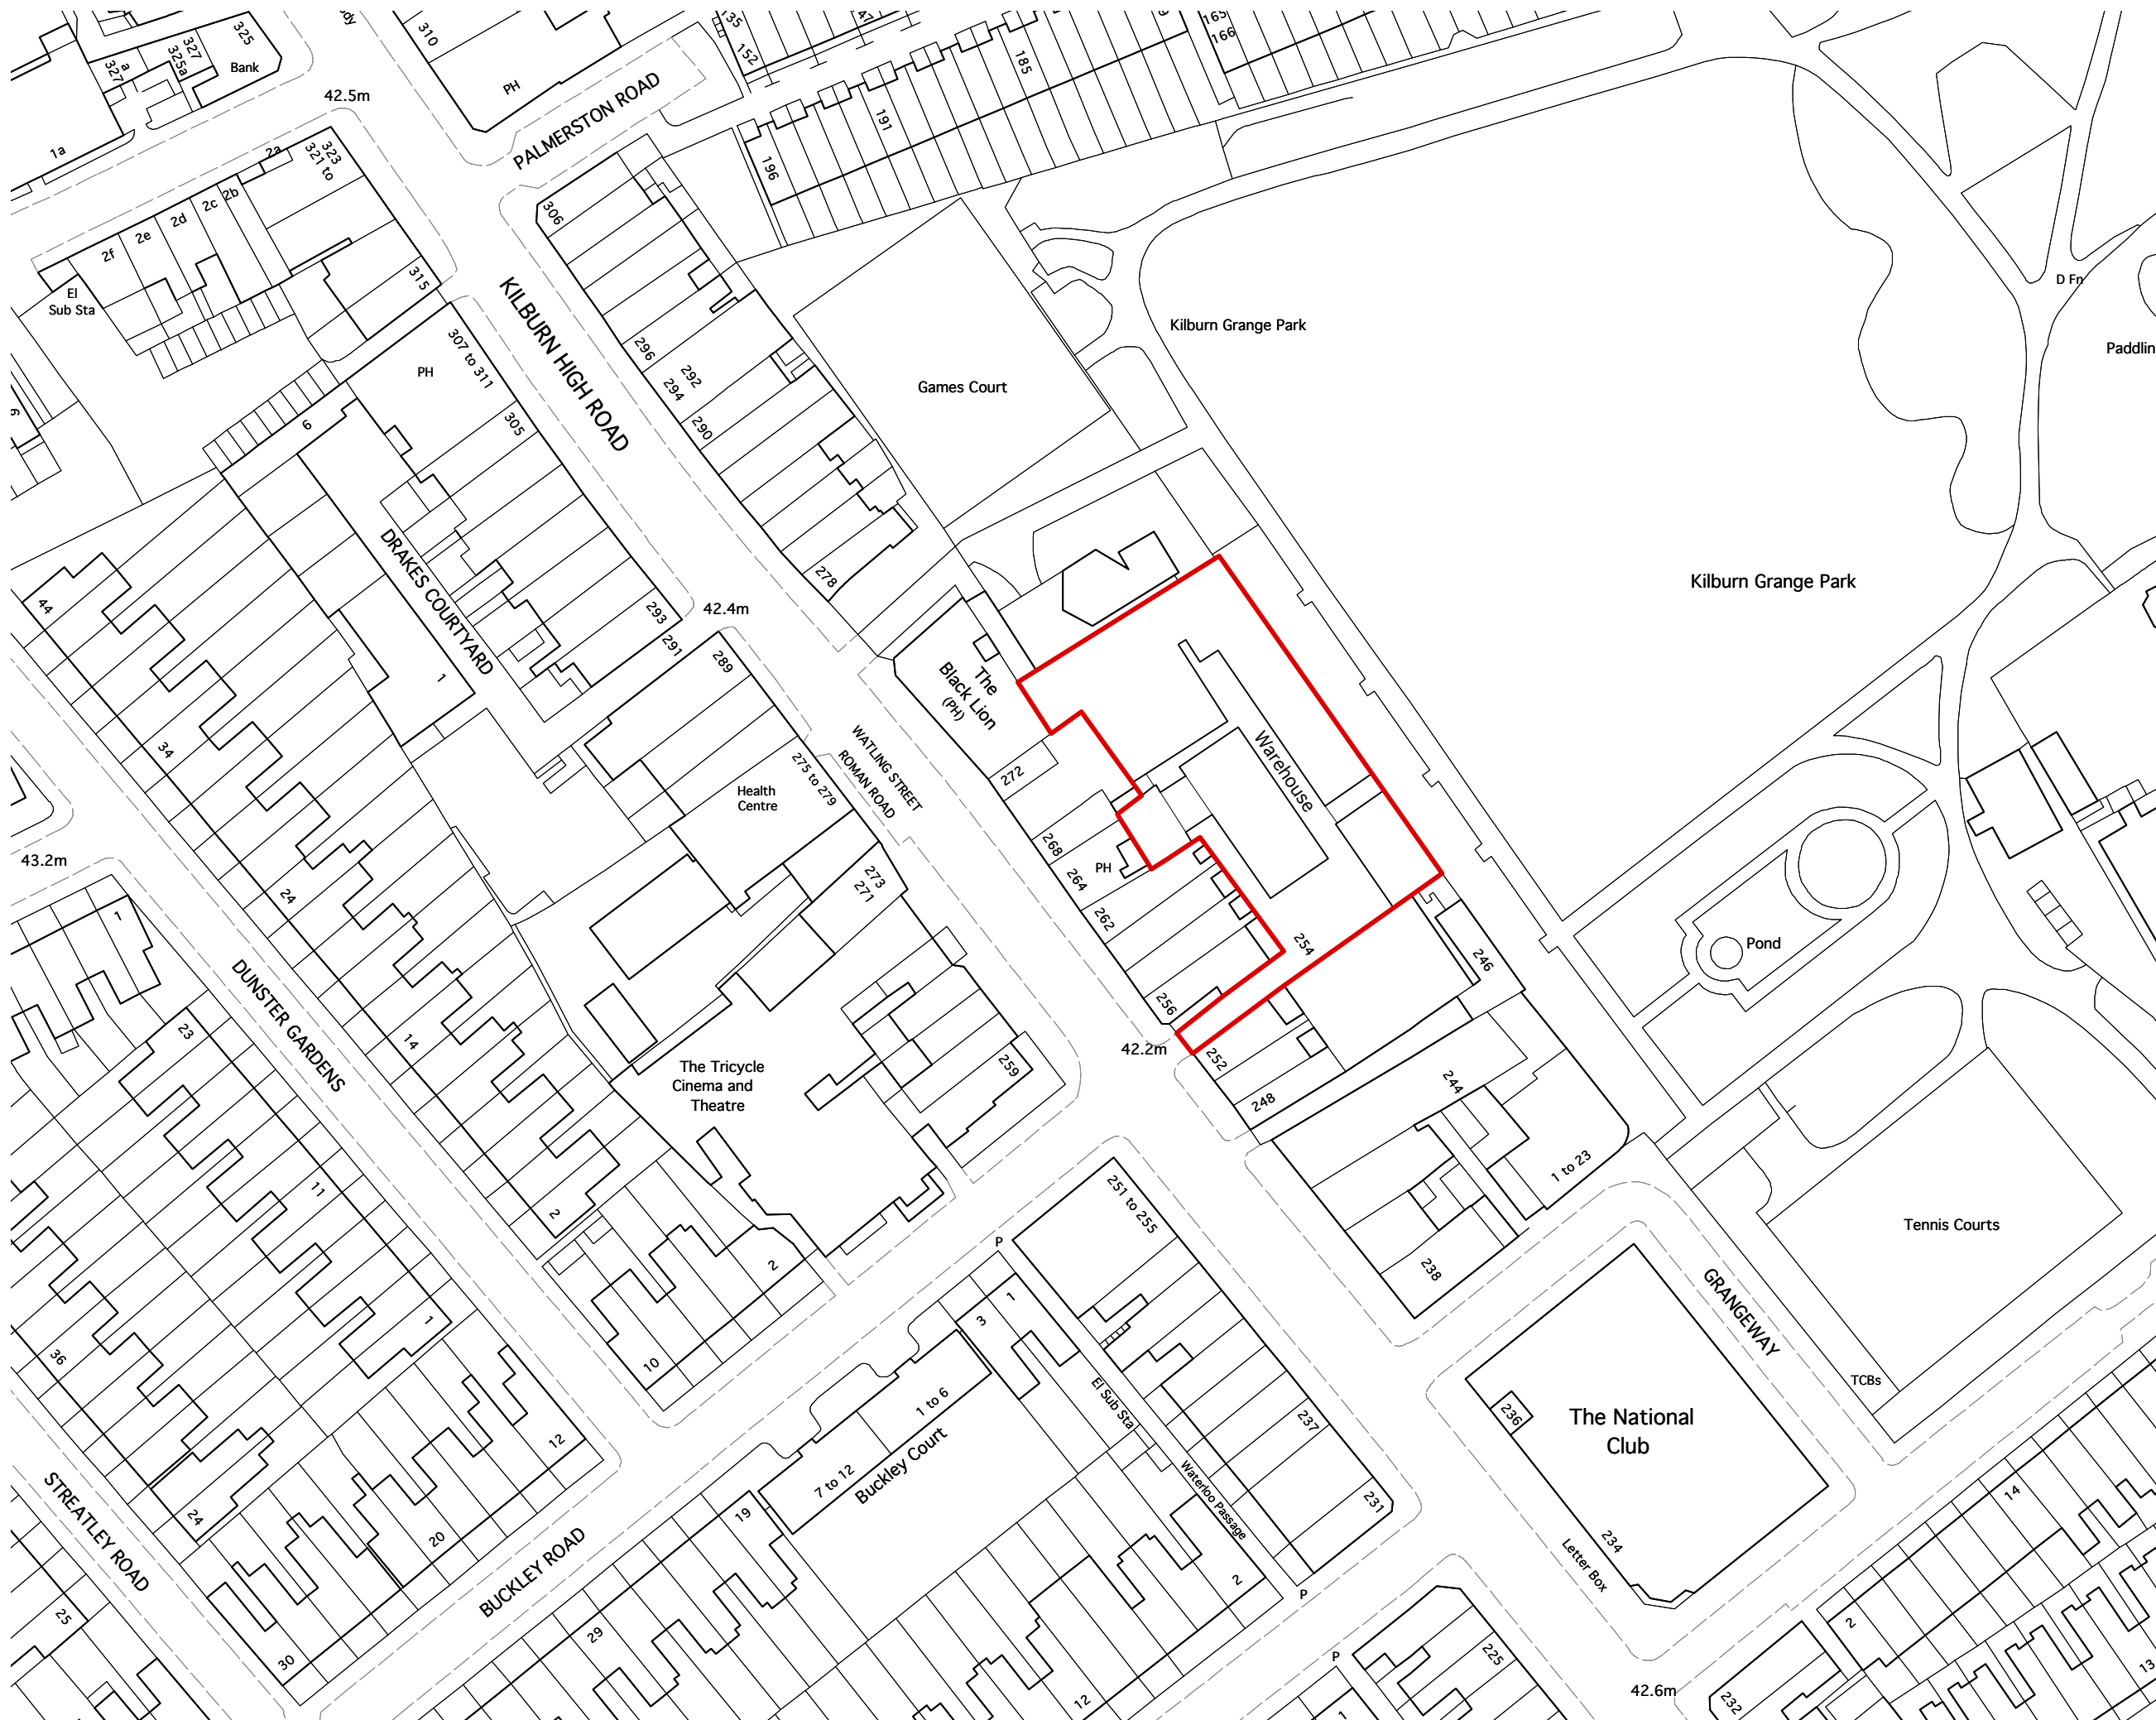 325
327
325a
327a
Bank
1a
42.5m
310
PH
PALMERSTON ROAD
135
152
147
185
191
196
165
166
323
321 to
2a
2b
2c
2d
2e
2f
El
Sub Sta
315
306
KILBURN HIGH ROAD
296
292
294
290
278
307 to 311
PH
305
6
DRAKES COURTYARD
293
291
42.4m
289
1
44
34
24
14
2
Games Court
Kilburn Grange Park
D Fn
Paddlin
Kilburn Grange Park
The
Black Lion
(PH)
272
268
PH
264
262
256
Warehouse
254
WATLING STREET
ROMAN ROAD
275 to 279
Health
Centre
273
271
43.2m
1
DUNSTER GARDENS
23
11
1
The Tricycle
Cinema and
Theatre
259
42.2m
252
248
246
244
1 to 23
238
Pond
Tennis Courts
GRANGEWAY
TCBs
251 to 255
P
1
3
2
10
El Sub Sta
1 to 6
7 to 12
Buckley Court
Waterloo Passage
237
231
236
The National
Club
234
Letter Box
36
24
12
20
30
STREATLEY ROAD
25
BUCKLEY ROAD
19
29
2
P
12
P
1
225
42.6m
232
14
2
13